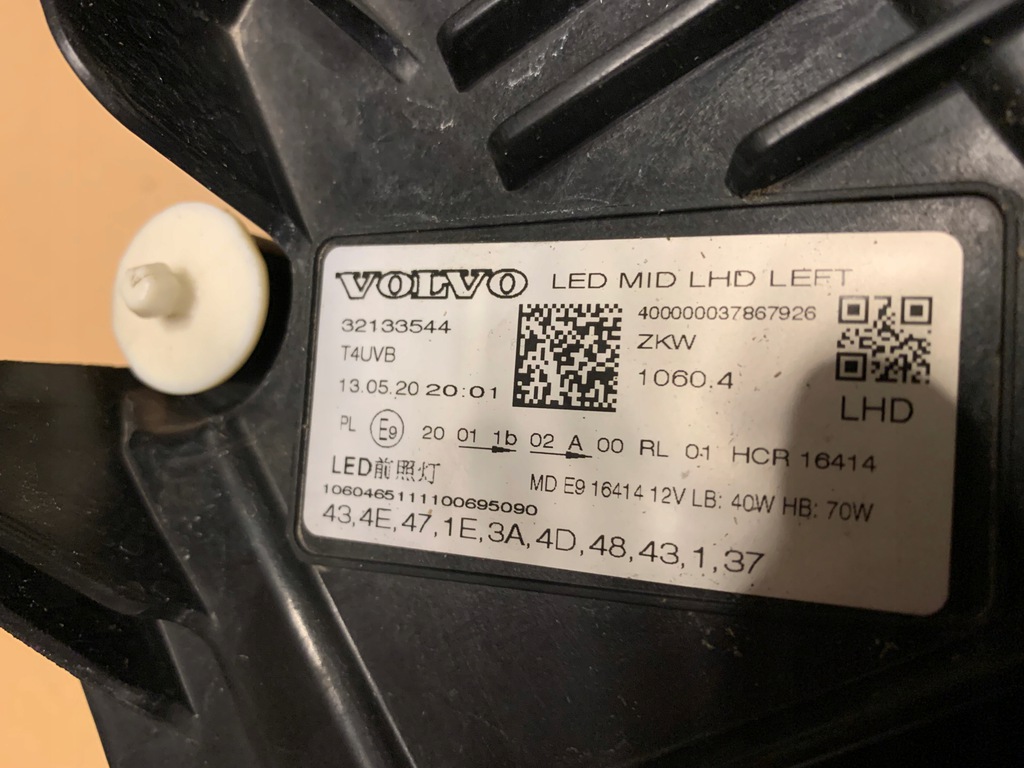 VOLVO LED MID LHD LEFT
32133544
400000037867926
T4UVB
ZKW
13.05.20 20:01
1060.4
LHD
PL E9 20 01 1b 02 A 00 RL 01 HCR 16414
LED前照灯
MD E9 16414 12V LB: 40W HB: 70W
1060465111100695090
43,4E,47,1E,3A,4D,48,43,1,37